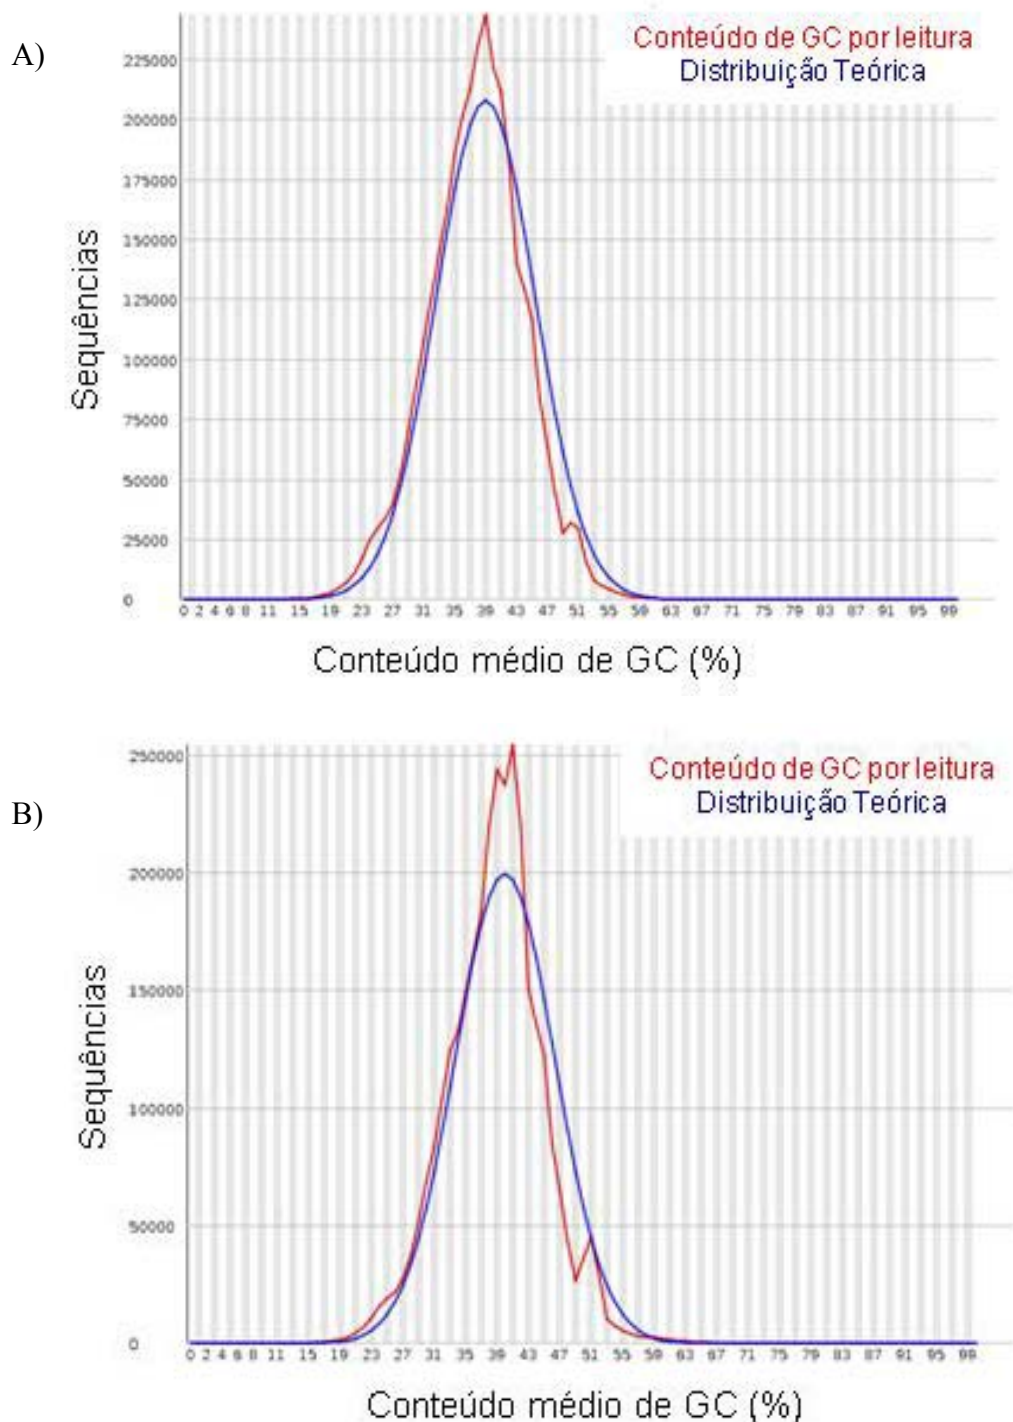 A)
Conteúdo de GC por leitura
Distribuição Teórica
225000
200000
175000
150000
125000
100000
75000
50000
25000
0
Sequências
0 2 4 6 8 11 15 19 23 27 31 35 39 43 47 51 55 59 63 67 71 75 79 83 87 91 95 99
Conteúdo médio de GC (%)
B)
Conteúdo de GC por leitura
Distribuição Teórica
250000
200000
150000
100000
50000
0
Sequências
0 2 4 6 8 11 15 19 23 27 31 35 39 43 47 51 55 59 63 67 71 75 79 83 87 91 95 99
Conteúdo médio de GC (%)